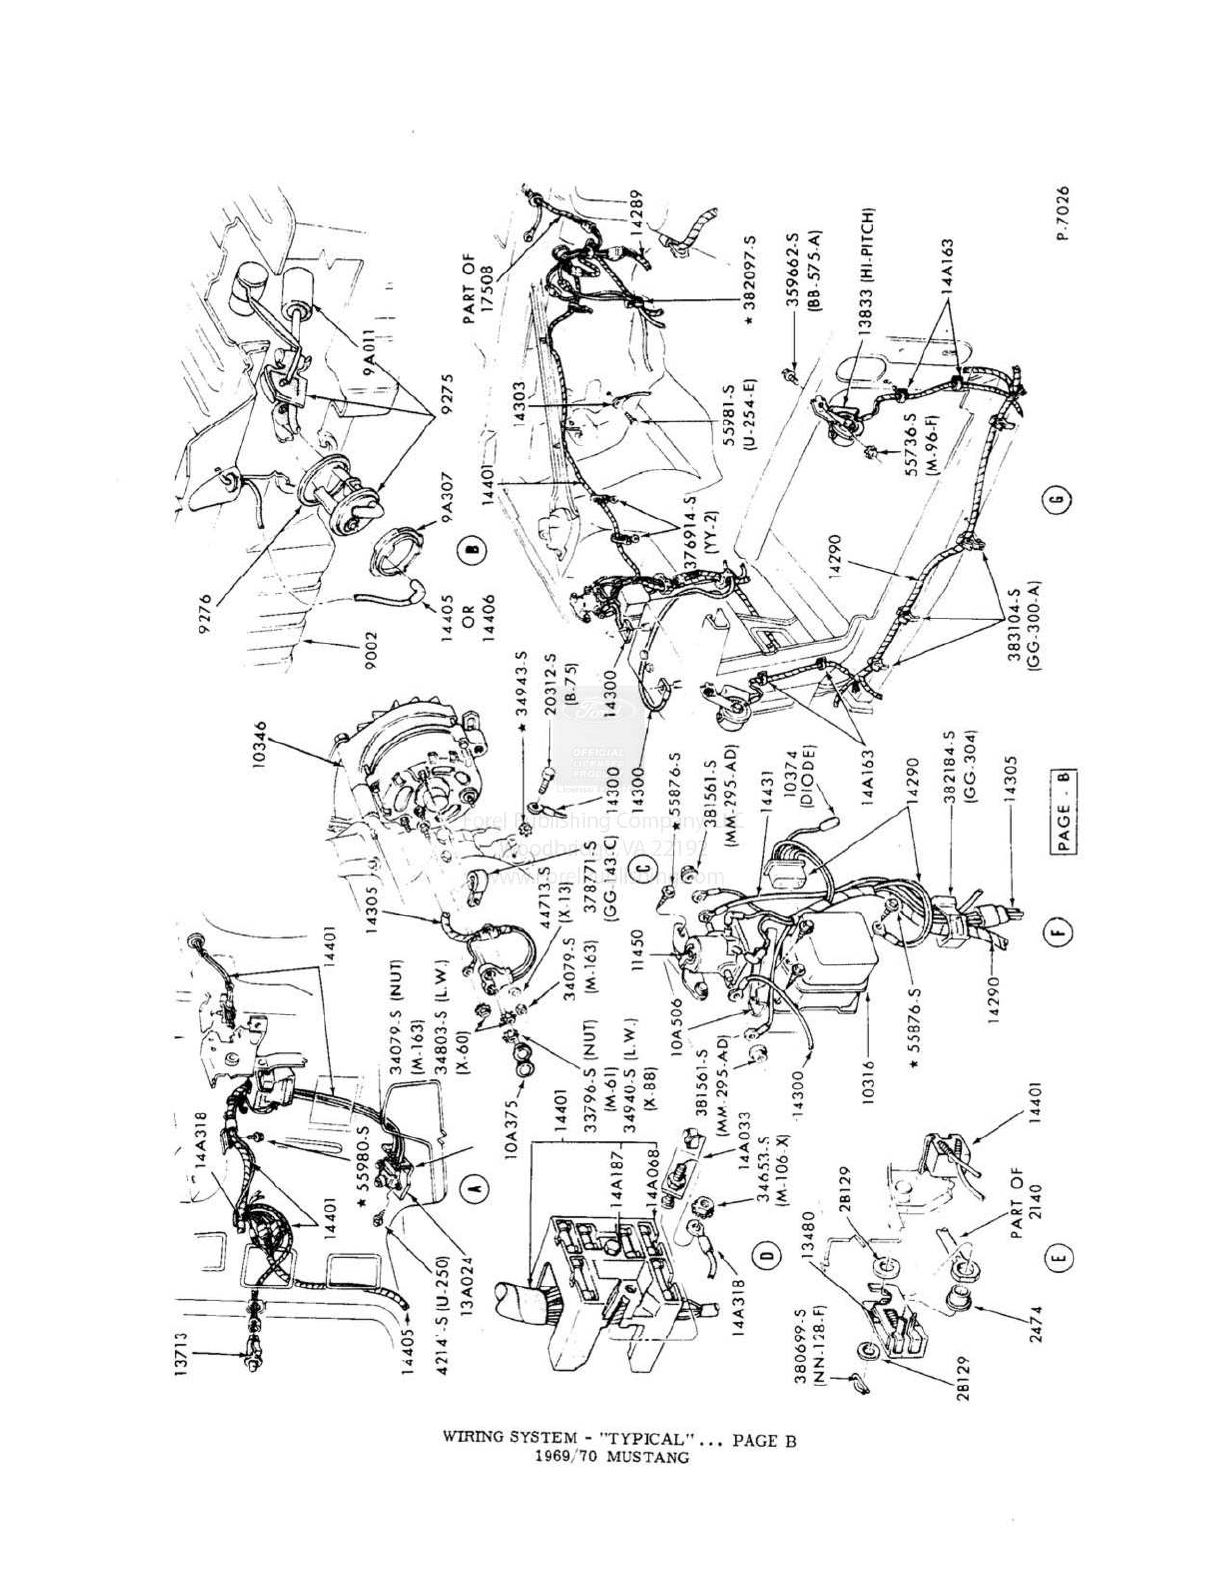 9276
9A011
9275
9A307
B
14405
OR
14406
9002
PART OF
17508
14289
★ 382097-S
359662-S
(BB-575-A)
13833 (HI-PITCH)
14A163
14303
55981-S
(U-254-E)
14401
376914-S
(YY-2)
55736-S
(M-96-F)
14290
G
383104-S
(GG-300-A)
14300
14300
14A163
P-7026
10346
★ 34943-S
20312-S
(B-75)
14300
14305
44713-S
(X-13)
378771-S
(GG-143-C)
34079-S
(M-163)
C
34079-S (NUT)
(M-163)
34803-S (L.W.)
(X-60)
10A375
33796-S (NUT)
(M-61)
34940-S (L.W.)
(X-88)
Ford
OFFICIAL
LICENSED
Forel Publishing Company, LLC
Woodbridge, VA 22192
www.ForelPublishing.com
★ 55876-S
381561-S
(MM-295-AD)
14431
10374
(DIODE)
14290
382184-S
(GG-304)
14305
11450
10A506
381561-S
(MM-295-AD)
14300
10316
★ 55876-S
14290
F
PAGE - B
13713
14A318
14401
14401
★ 55980-S
14405
4214`-S (U-250)
13A024
A
14401
14A187
14A068
14A033
34653-S
(M-106-X)
14A318
D
13480
2B129
380699-S
(NN-128-F)
2B129
14401
PART OF
2140
2474
E
WIRING SYSTEM - "TYPICAL"... PAGE B
1969/70 MUSTANG